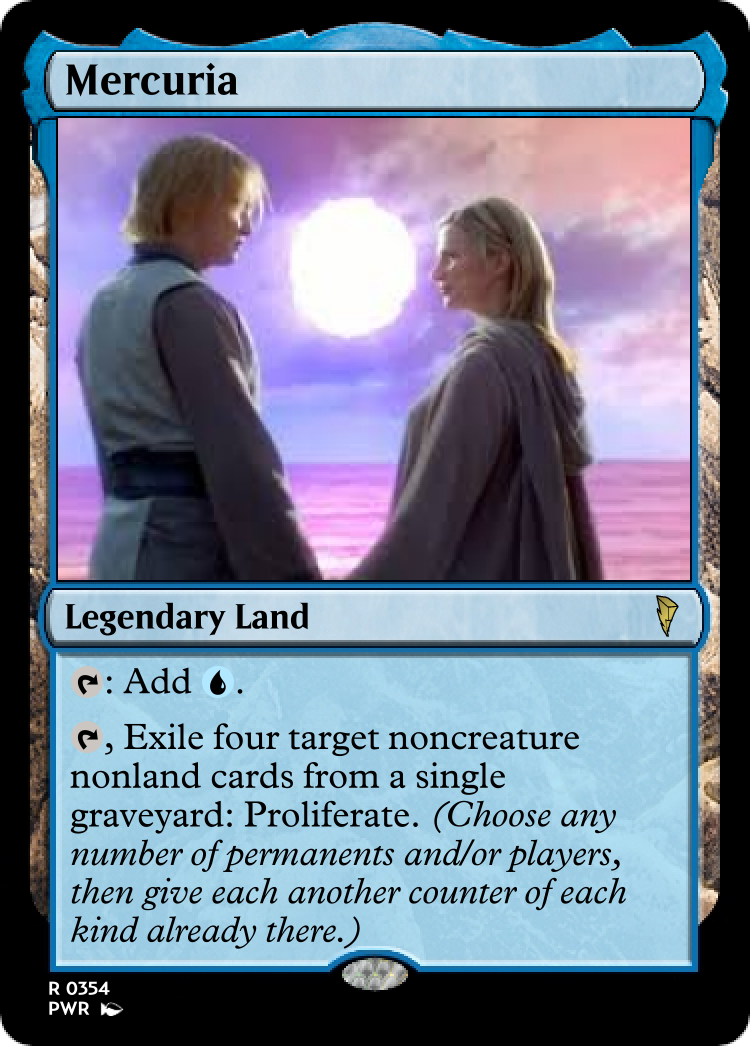 Mercuria
Legendary Land
: Add .
, Exile four target noncreature
nonland cards from a single
graveyard: Proliferate. (Choose any
number of permanents and/or players,
then give each another counter of each
kind already there.)
R 0354
PWR